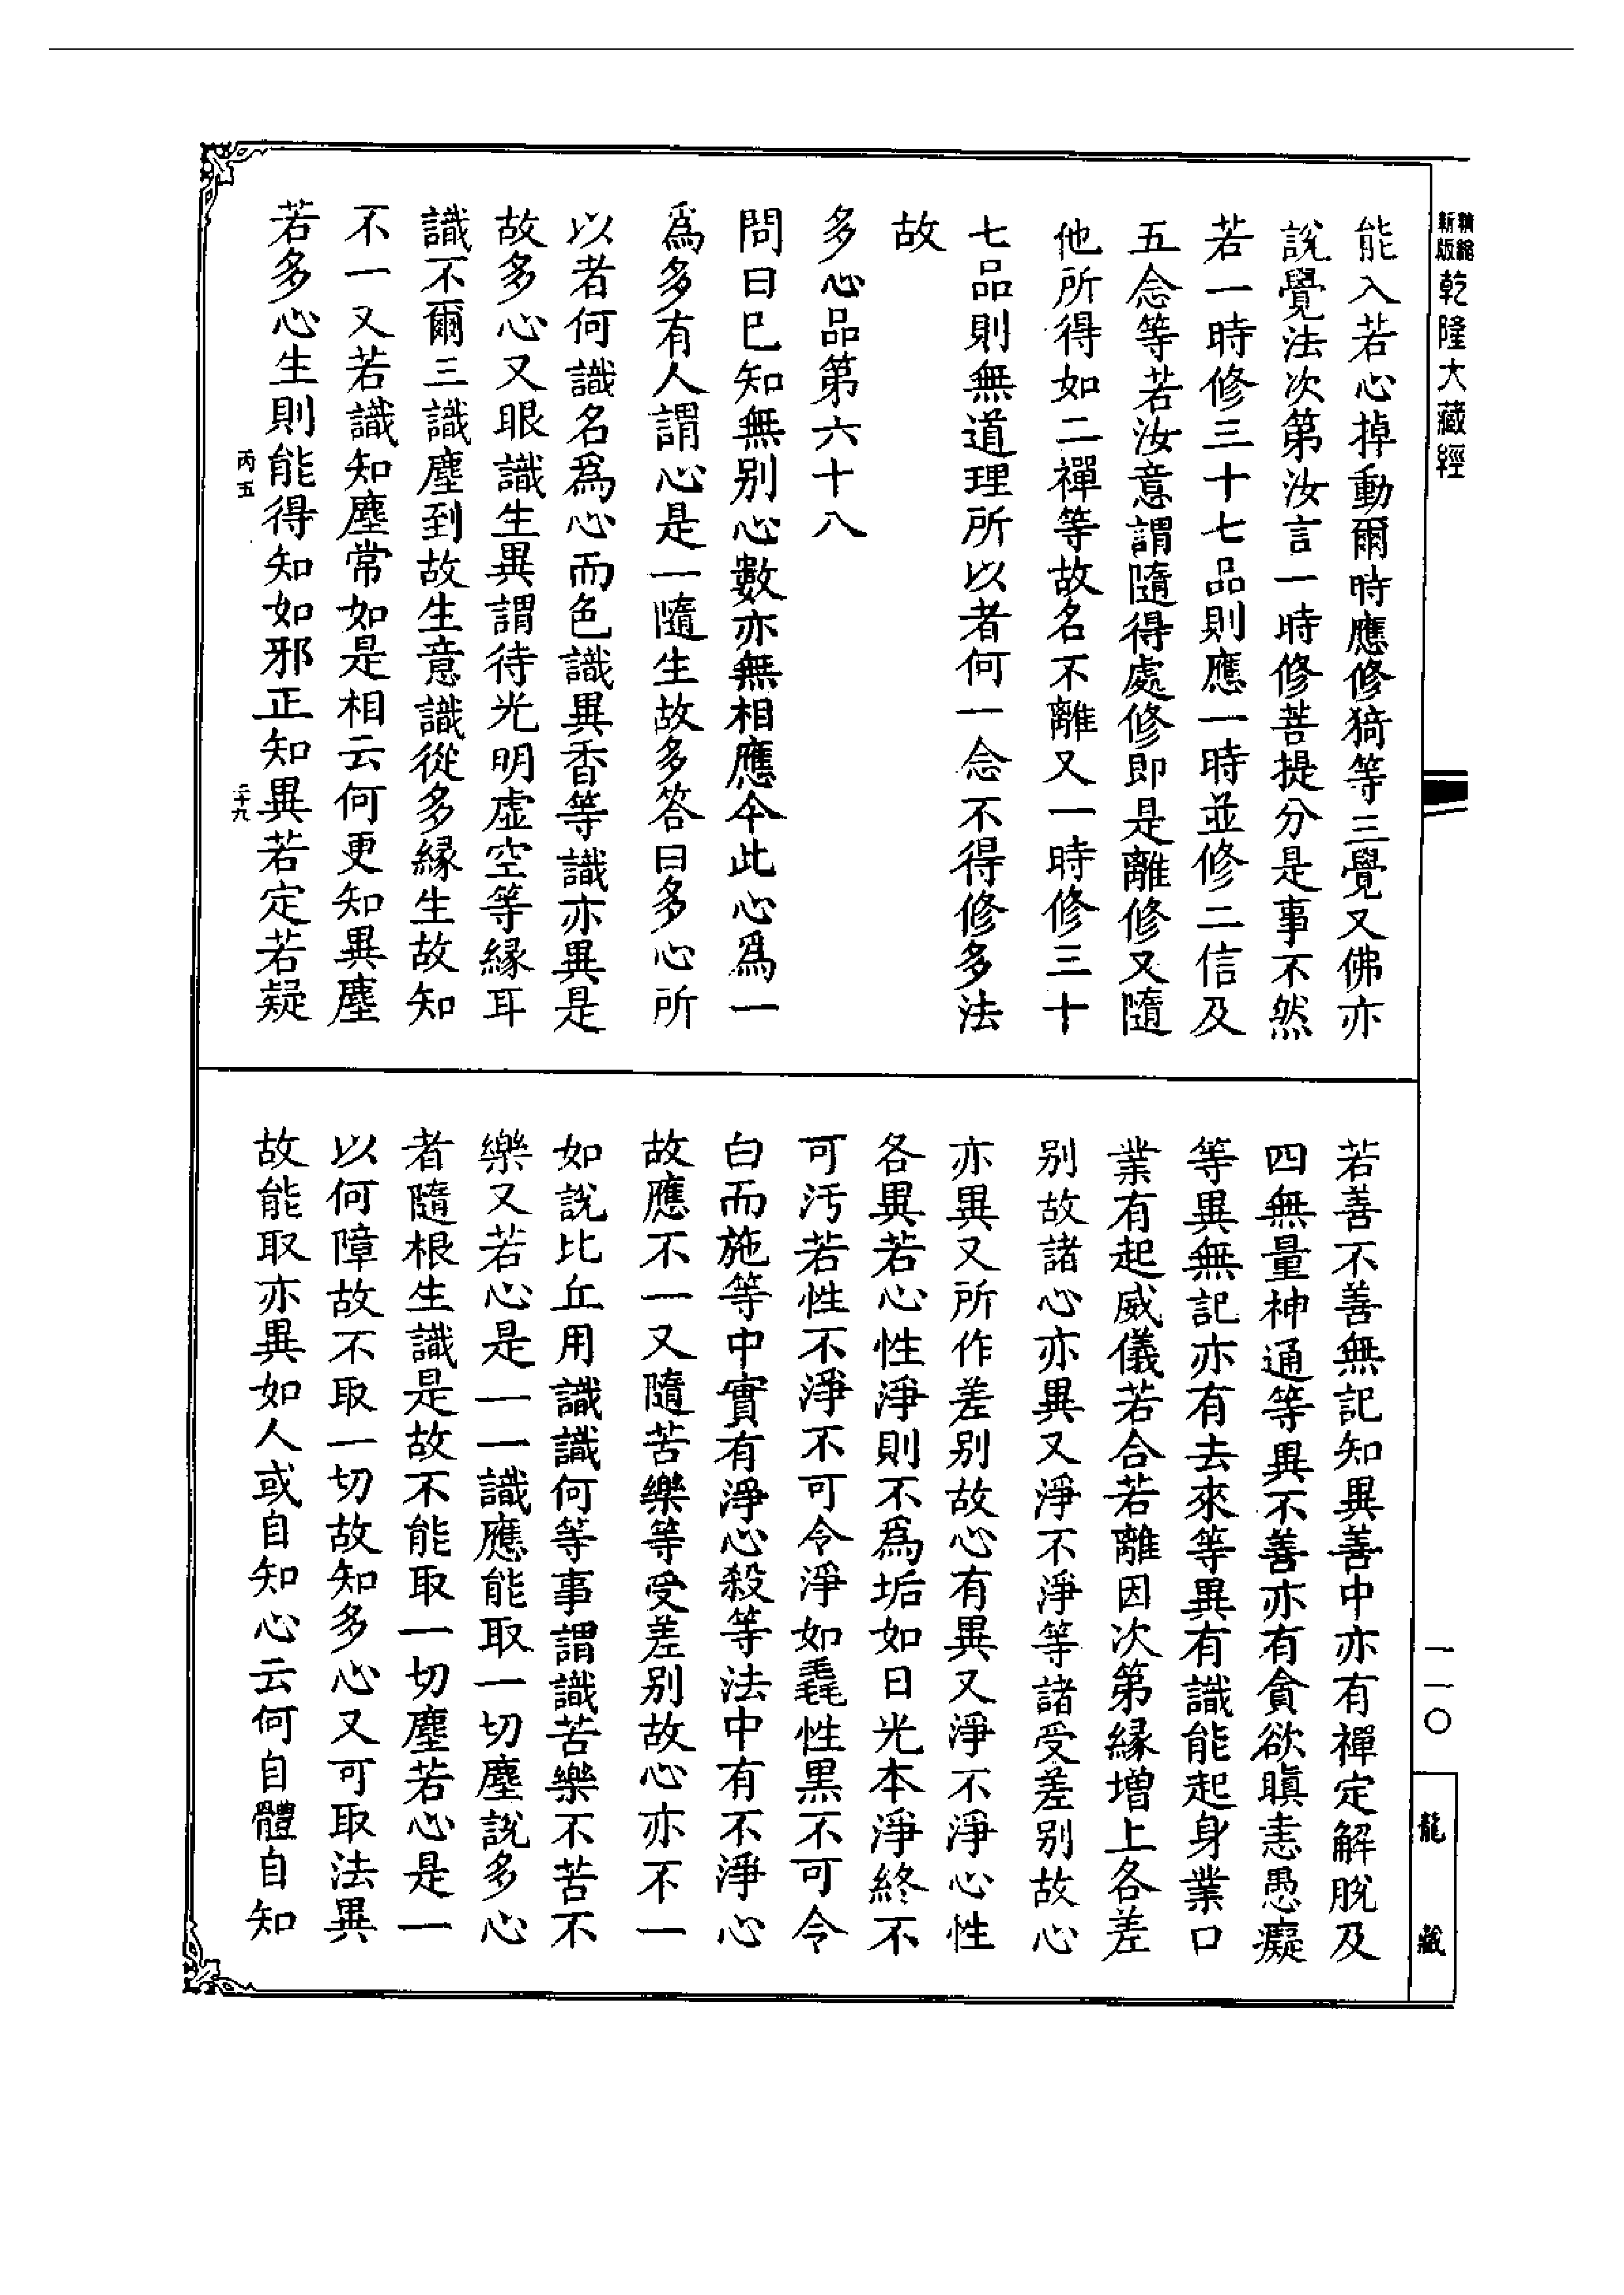 精縮
新版
乾隆大藏經
能入若心掉動爾時應修猗等三覺又佛亦
說覺法次第汝言一時修菩提分是事不然
若一時修三十七品則應一時並修二信及
五念等若汝意謂隨得處修即是離修又隨
他所得如二禪等故名不離又一時修三十
七品則無道理所以者何一念不得修多法
故
多心品第六十八
問曰已知無別心數亦無相應今此心爲一
爲多有人謂心是一隨生故多答曰多心所
以者何識名爲心而色識異香等識亦異是
故多心又眼識生異謂待光明虛空等緣耳
識不爾三識塵到故生意識從多緣生故知
不一又若識知塵常如是相云何更知異塵
若多心生則能得知如邪正知異若定若疑
丙五
二十九
若善不善無記知異善中亦有禪定解脫及
四無量神通等異不善亦有貪欲瞋恚愚癡
等異無記亦有去來等異有識能起身業口
業有起威儀若合若離因次第緣增上各差
別故諸心亦異又淨不淨等諸受差別故心
亦異又所作差別故心有異又淨不淨心性
各異若心性淨則不爲垢如日光本淨終不
可污若性不淨不可令淨如毳性黑不可令
白而施等中實有淨心殺等法中有不淨心
故應不一又隨苦樂等受差別故心亦不一
如說比丘用識識何等事謂識苦樂不苦不
樂又若心是一一識應能取一切塵說多心
者隨根生識是故不能取一切塵若心是一
以何障故不取一切故知多心又可取法異
故能取亦異如人或自知心云何自體自知
一一〇
龍藏